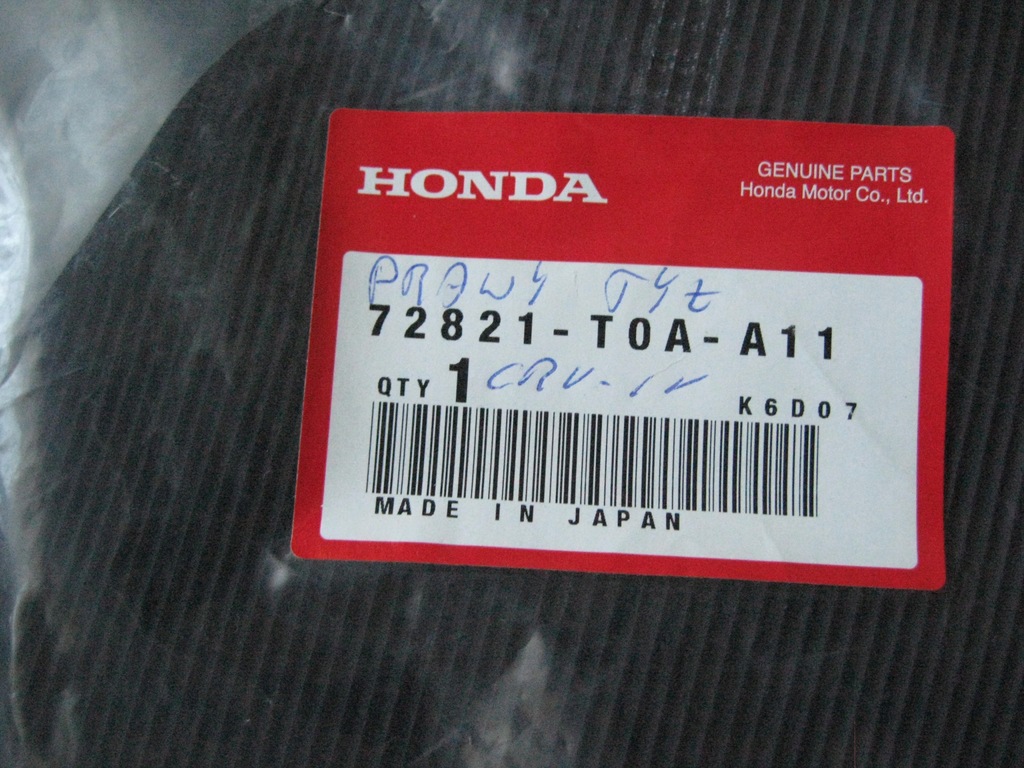 HONDA
GENUINE PARTS
Honda Motor Co., Ltd.
PRAWY TYŁ
72821-T0A-A11
QTY 1 CRV-IV
K6D07
MADE IN JAPAN